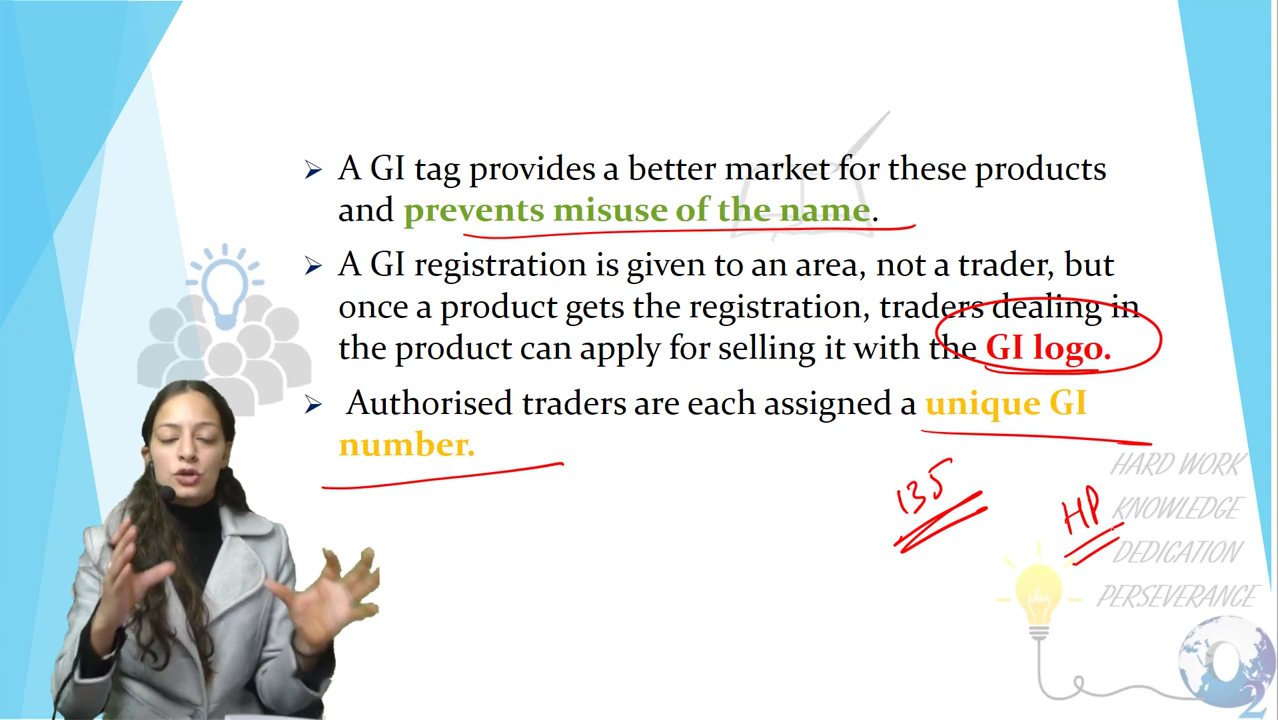 ➢ A GI tag provides a better market for these products
and prevents misuse of the name.
➢ A GI registration is given to an area, not a trader, but
once a product gets the registration, traders dealing in
the product can apply for selling it with the GI logo.
➢ Authorised traders are each assigned a unique GI
number.
135
HP
HARD WORK
KNOWLEDGE
DEDICATION
PERSEVERANCE
idea
O2